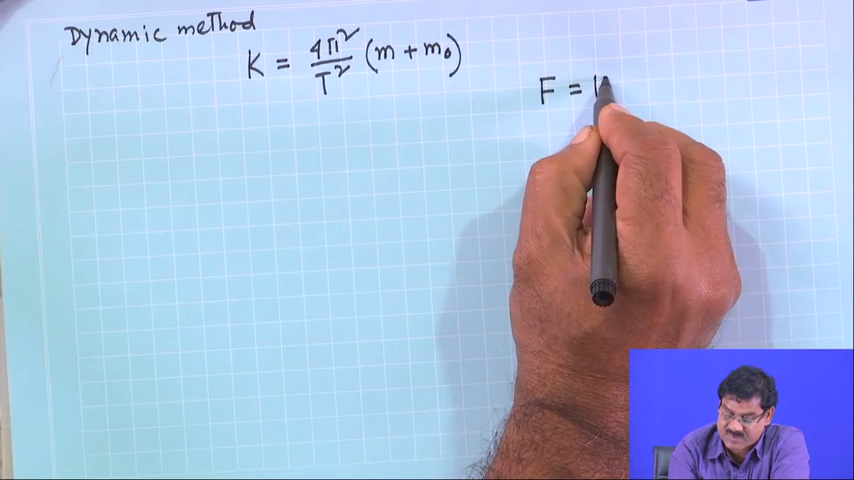 Dynamic method
K = 4π²/T² (m + m₀)
F =